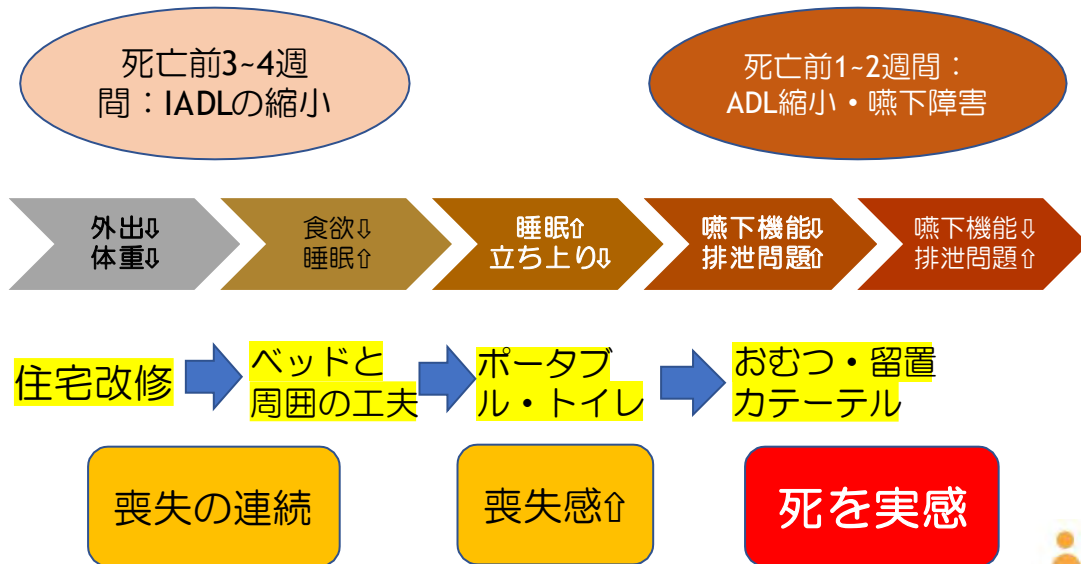 死亡前3~4週
間：IADLの縮小
死亡前1~2週間：
ADL縮小・嚥下障害
外出⇩
体重⇩
食欲⇩
睡眠⇧
睡眠⇧
立ち上り⇩
嚥下機能⇩
排泄問題⇧
嚥下機能⇩
排泄問題⇧
住宅改修
ベッドと
周囲の工夫
ポータブ
ル・トイレ
おむつ・留置
カテーテル
喪失の連続
喪失感⇧
死を実感